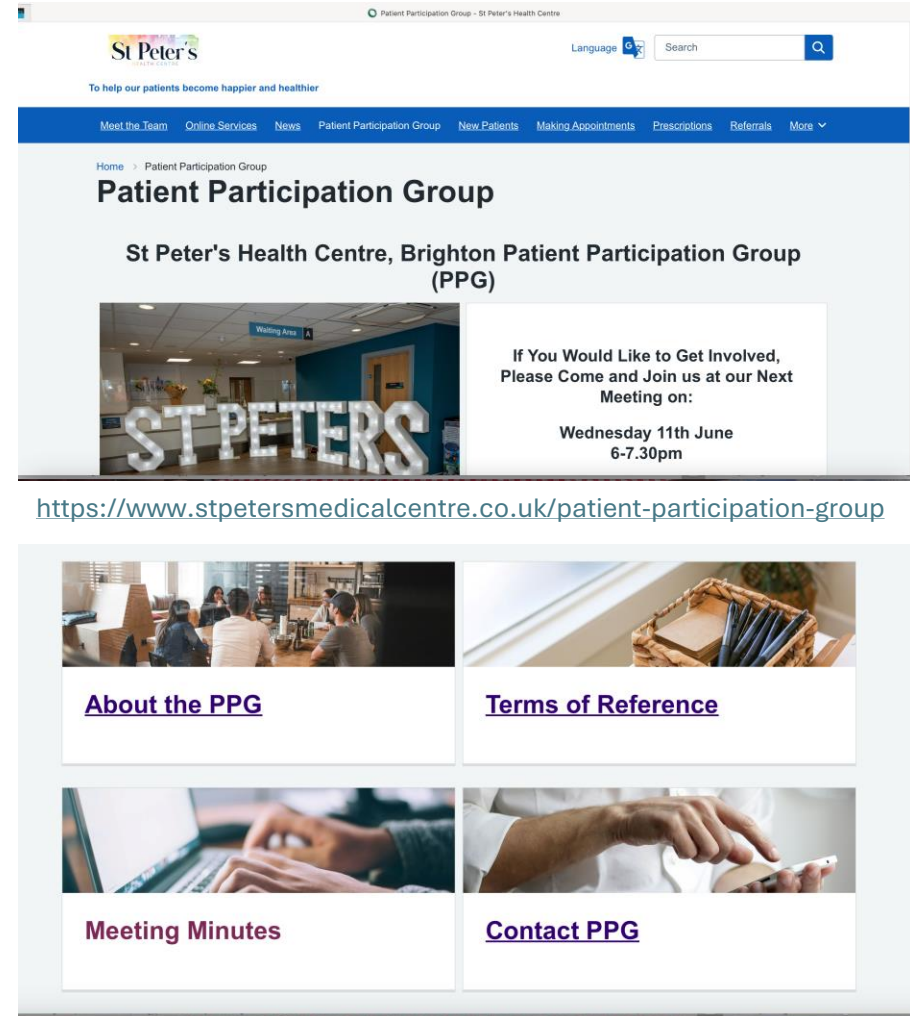 Patient Participation Group - St Peter's Health Centre
St Peter's
HEALTH CENTRE
Language
Search
To help our patients become happier and healthier
Meet the Team Online Services News Patient Participation Group New Patients Making Appointments Prescriptions Referrals More
Home > Patient Participation Group
Patient Participation Group
St Peter's Health Centre, Brighton Patient Participation Group
(PPG)
Waiting Area A
ST PETERS
If You Would Like to Get Involved,
Please Come and Join us at our Next
Meeting on:
Wednesday 11th June
6-7.30pm
https://www.stpetersmedicalcentre.co.uk/patient-participation-group
About the PPG
Terms of Reference
Meeting Minutes
Contact PPG